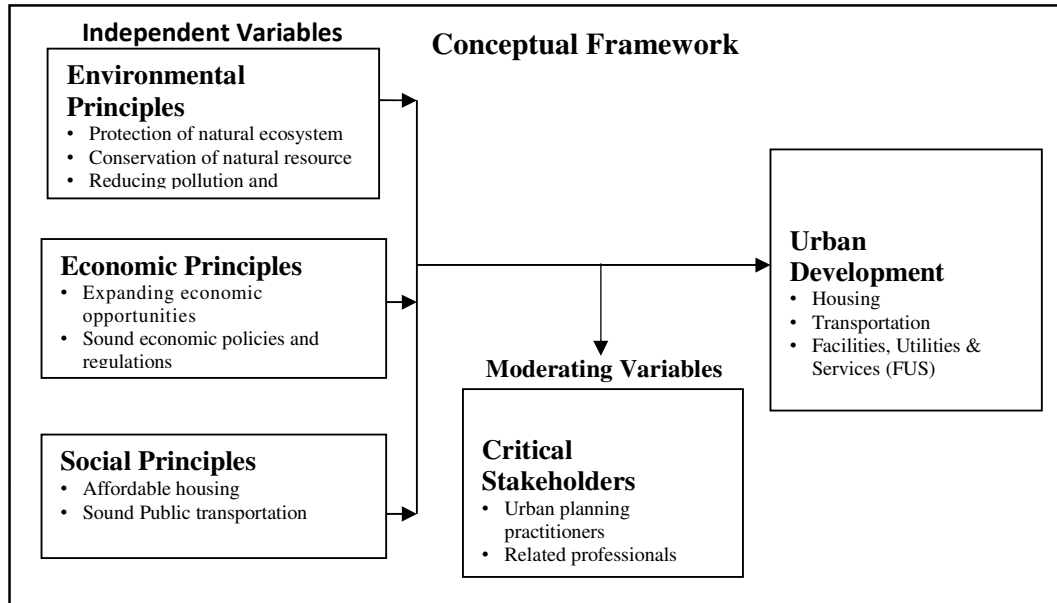 Independent Variables
Conceptual Framework
Environmental
Principles
• Protection of natural ecosystem
• Conservation of natural resource
• Reducing pollution and
Economic Principles
• Expanding economic
opportunities
• Sound economic policies and
regulations
Social Principles
• Affordable housing
• Sound Public transportation
Moderating Variables
Critical
Stakeholders
• Urban planning
practitioners
• Related professionals
Urban
Development
• Housing
• Transportation
• Facilities, Utilities &
Services (FUS)